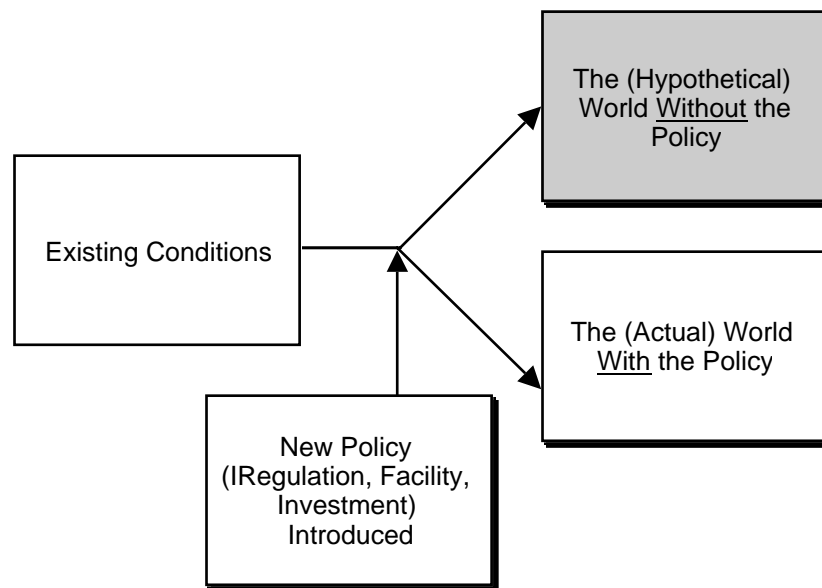 The (Hypothetical)
World Without the
Policy
Existing Conditions
The (Actual) World
With the Policy
New Policy
(IRegulation, Facility,
Investment)
Introduced